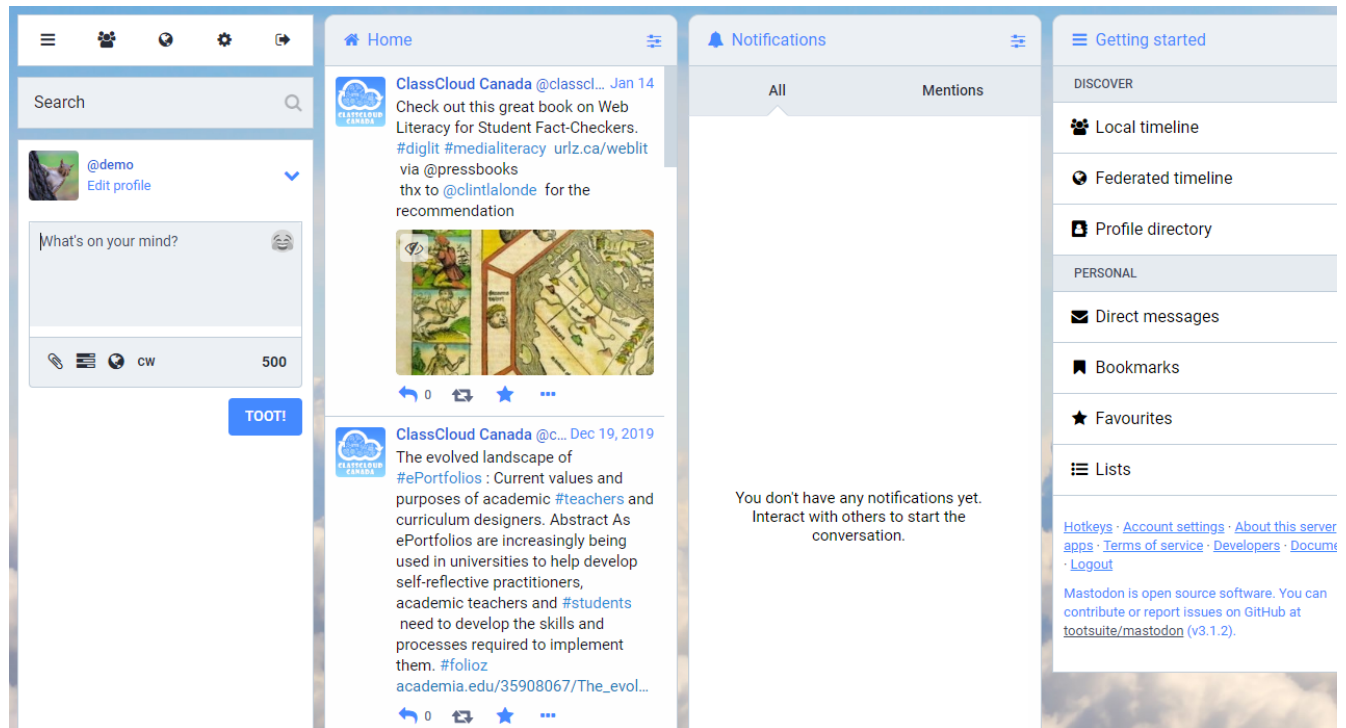 Search
@demo
Edit profile
What's on your mind?
CW
500
TOOT!
Home
ClassCloud Canada @classcl... Jan 14
Check out this great book on Web
Literacy for Student Fact-Checkers.
#diglit #medialiteracy urlz.ca/weblit
via @pressbooks
thx to @clintlalonde for the
recommendation
0
ClassCloud Canada @c... Dec 19, 2019
The evolved landscape of
#ePortfolios : Current values and
purposes of academic #teachers and
curriculum designers. Abstract As
ePortfolios are increasingly being
used in universities to help develop
self-reflective practitioners,
academic teachers and #students
need to develop the skills and
processes required to implement
them. #folioz
academia.edu/35908067/The_evol...
0
CLASSCLOUD
CANADA
CLASSCLOUD
CANADA
Notifications
All Mentions
You don't have any notifications yet.
Interact with others to start the
conversation.
Getting started
DISCOVER
Local timeline
Federated timeline
Profile directory
PERSONAL
Direct messages
Bookmarks
Favourites
Lists
Hotkeys · Account settings · About this server
apps · Terms of service · Developers · Docume
· Logout
Mastodon is open source software. You can
contribute or report issues on GitHub at
tootsuite/mastodon (v3.1.2).